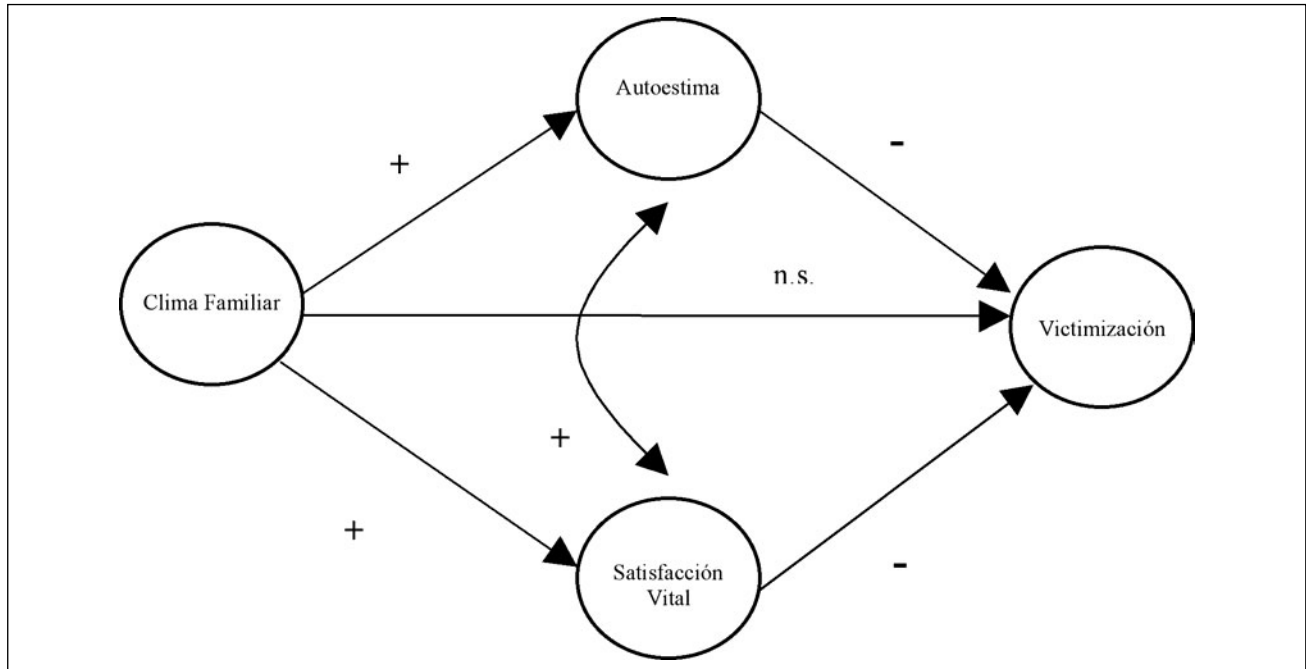 Autoestima
+
-
n.s.
Clima Familiar
Victimización
+
+
Satisfacción
Vital
-